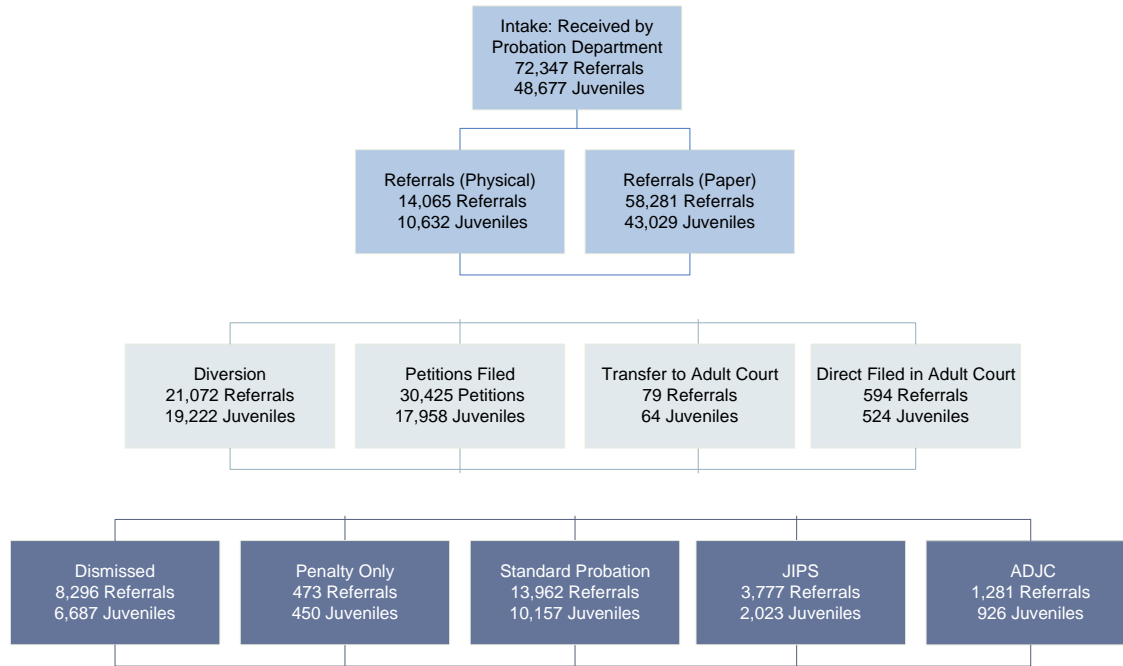 Intake: Received by
Probation Department
72,347 Referrals
48,677 Juveniles
Referrals (Physical)
14,065 Referrals
10,632 Juveniles
Referrals (Paper)
58,281 Referrals
43,029 Juveniles
Diversion
21,072 Referrals
19,222 Juveniles
Petitions Filed
30,425 Petitions
17,958 Juveniles
Transfer to Adult Court
79 Referrals
64 Juveniles
Direct Filed in Adult Court
594 Referrals
524 Juveniles
Dismissed
8,296 Referrals
6,687 Juveniles
Penalty Only
473 Referrals
450 Juveniles
Standard Probation
13,962 Referrals
10,157 Juveniles
JIPS
3,777 Referrals
2,023 Juveniles
ADJC
1,281 Referrals
926 Juveniles